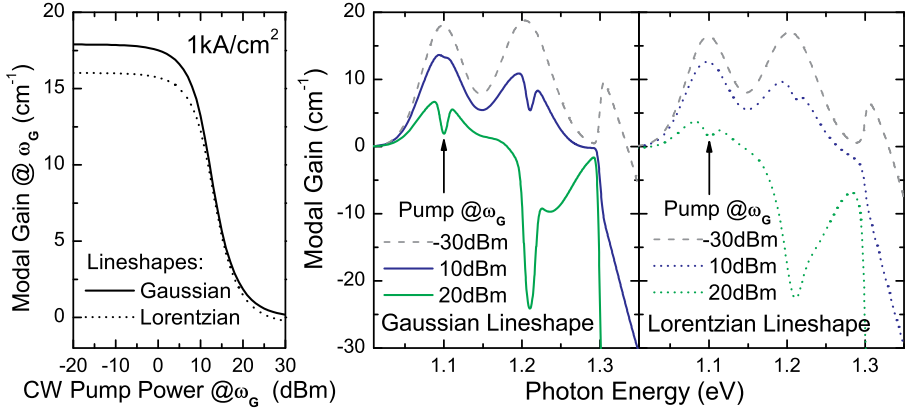 1kA/cm²
Modal Gain @ ω_G (cm⁻¹)
20
15
10
5
0
Lineshapes:
Gaussian
Lorentzian
-20
-10
0
10
20
30
CW Pump Power @ω_G (dBm)
Modal Gain (cm⁻¹)
20
10
0
-10
-20
-30
Pump @ω_G
-30dBm
10dBm
20dBm
Gaussian Lineshape
1.1
1.2
1.3
Pump @ω_G
-30dBm
10dBm
20dBm
Lorentzian Lineshape
1.1
1.2
1.3
Photon Energy (eV)